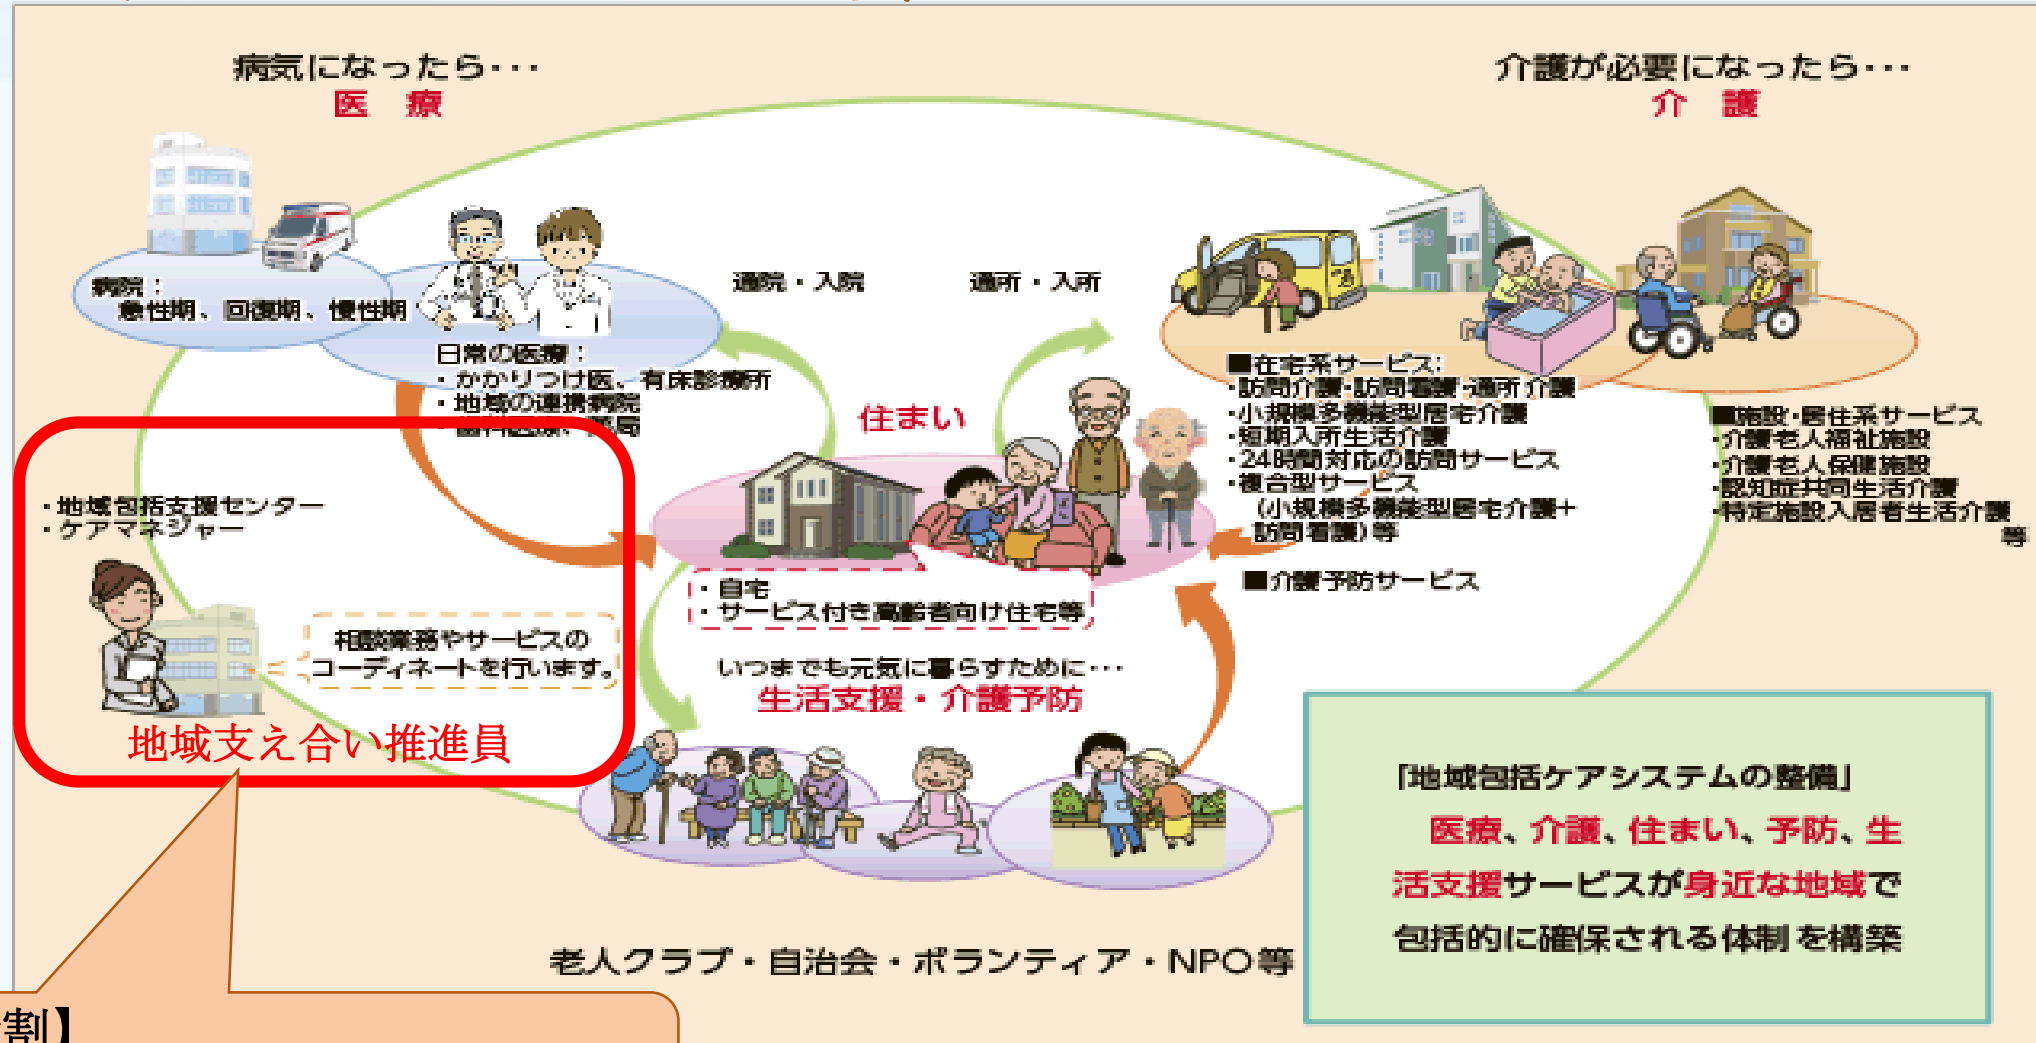 病気になったら･･･
医 療
介護が必要になったら･･･
介 護
病院：
急性期、回復期、慢性期
日常の医療：
・かかりつけ医、有床診療所
・地域の連携病院
・歯科医療、薬局
通院・入院
通所・入所
住まい
■在宅系サービス:
・訪問介護・訪問看護・通所介護
・小規模多機能型居宅介護
・短期入所生活介護
・24時間対応の訪問サービス
・複合型サービス
（小規模多機能型居宅介護＋
訪問看護）等
■介護予防サービス
■施設・居住系サービス
・介護老人福祉施設
・介護老人保健施設
・認知症共同生活介護
・特定施設入居者生活介護
等
・地域包括支援センター
・ケアマネジャー
相談業務やサービスの
コーディネートを行います。
地域支え合い推進員
・自宅
・サービス付き高齢者向け住宅等
いつまでも元気に暮らすために･･･
生活支援・介護予防
老人クラブ・自治会・ボランティア・NPO等
「地域包括ケアシステムの整備」
医療、介護、住まい、予防、生
活支援サービスが身近な地域で
包括的に確保される体制を構築
割】